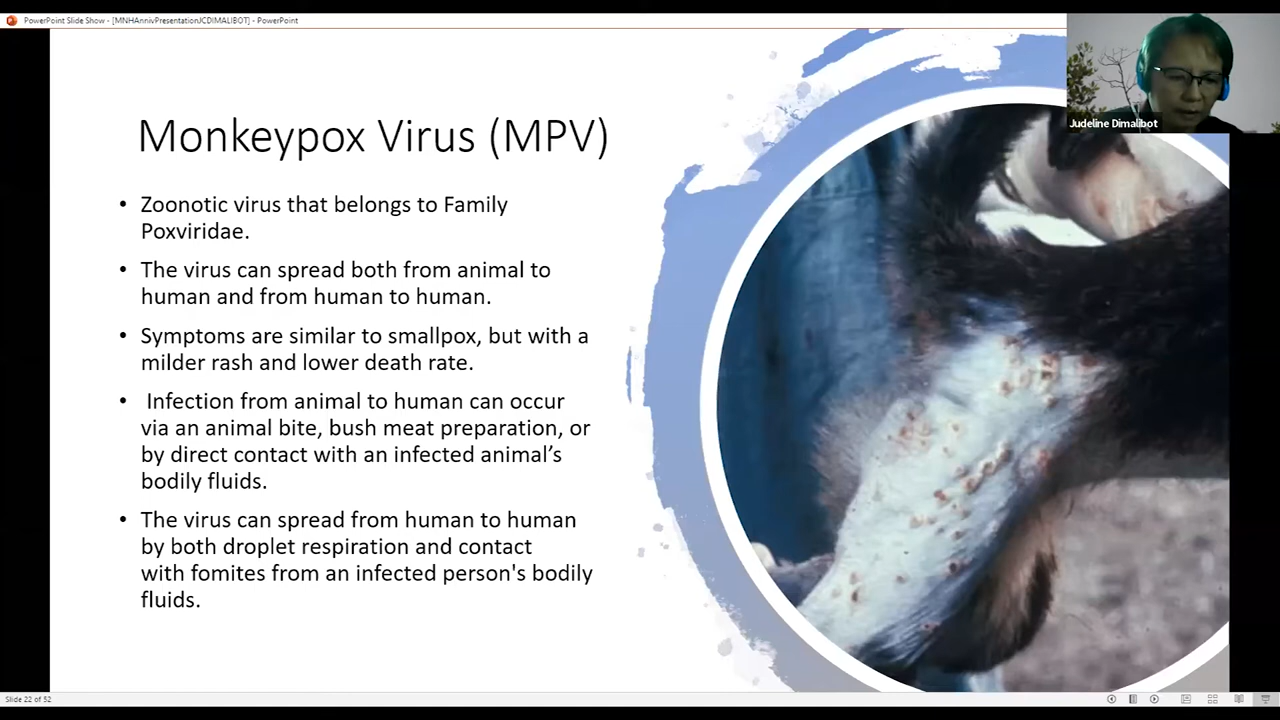 PowerPoint Slide Show - [MNHAnnivPresentationJCDIMALIBOT] - PowerPoint
Judeline Dimalibot
Monkeypox Virus (MPV)
• Zoonotic virus that belongs to Family
Poxviridae.
• The virus can spread both from animal to
human and from human to human.
• Symptoms are similar to smallpox, but with a
milder rash and lower death rate.
• Infection from animal to human can occur
via an animal bite, bush meat preparation, or
by direct contact with an infected animal’s
bodily fluids.
• The virus can spread from human to human
by both droplet respiration and contact
with fomites from an infected person's bodily
fluids.
Slide 22 of 32